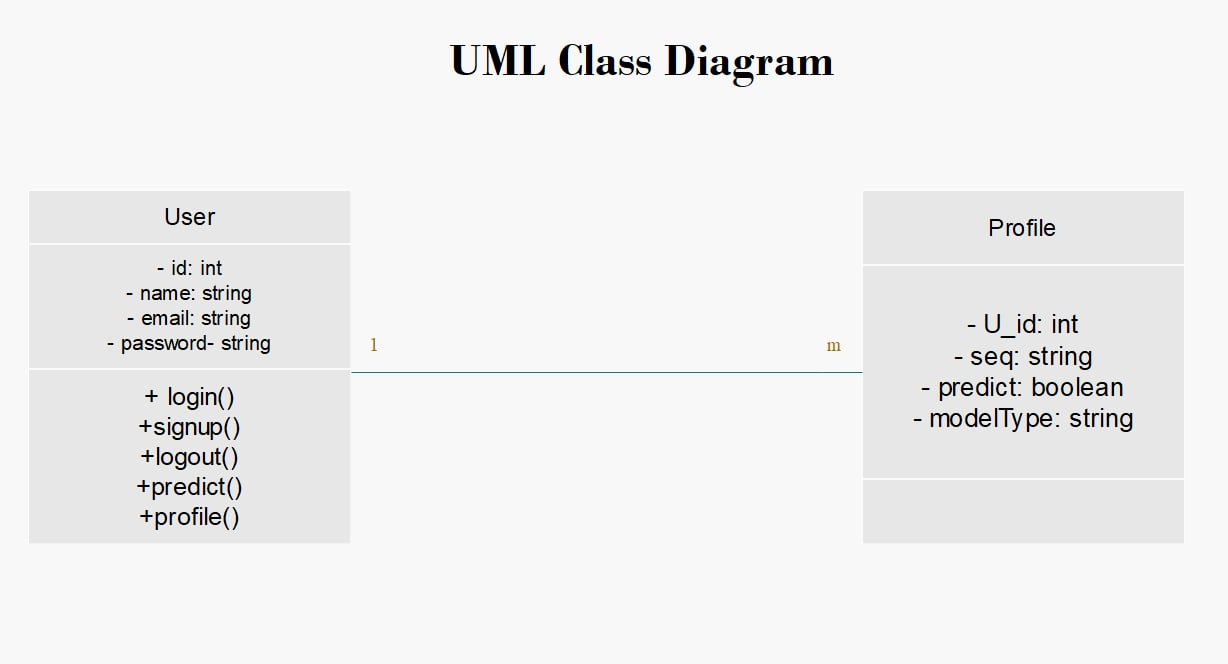 UML Class Diagram
User
- id: int
- name: string
- email: string
- password- string
+ login()
+signup()
+logout()
+predict()
+profile()
1
m
Profile
- U_id: int
- seq: string
- predict: boolean
- modelType: string